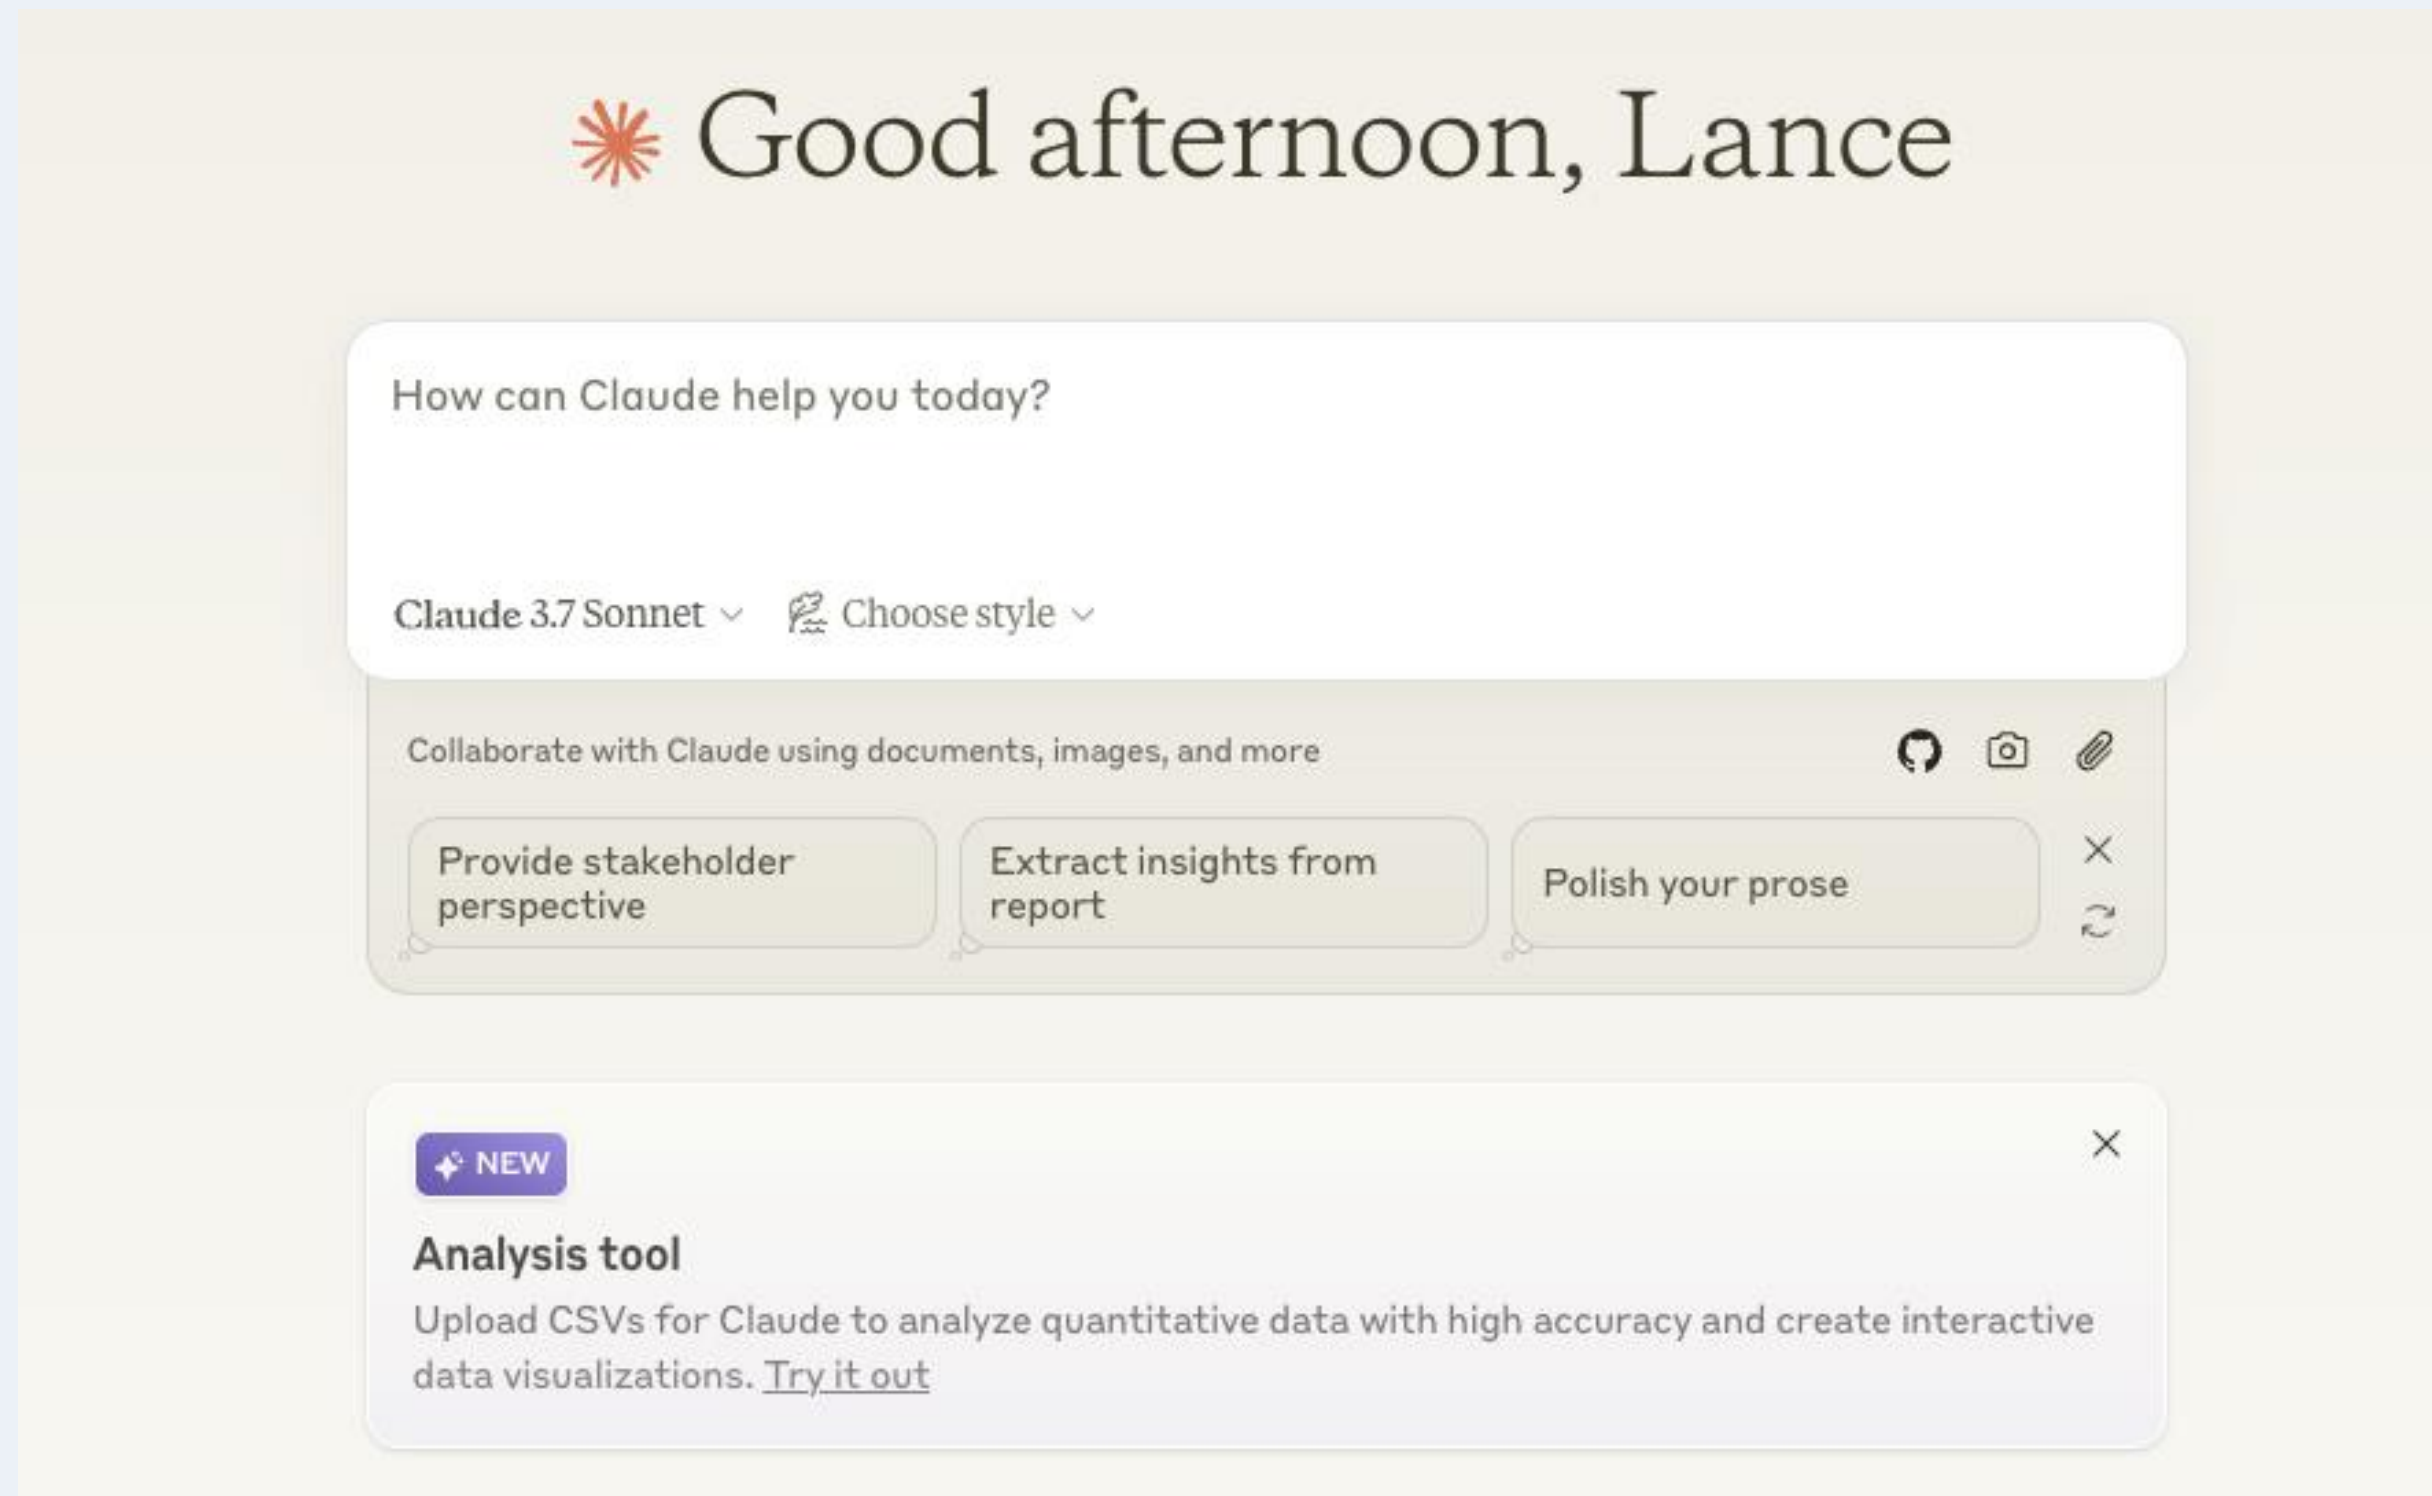 Good afternoon, Lance
How can Claude help you today?
Claude 3.7 Sonnet
Choose style
Collaborate with Claude using documents, images, and more
Provide stakeholder
perspective
Extract insights from
report
Polish your prose
NEW
Analysis tool
Upload CSVs for Claude to analyze quantitative data with high accuracy and create interactive
data visualizations. Try it out